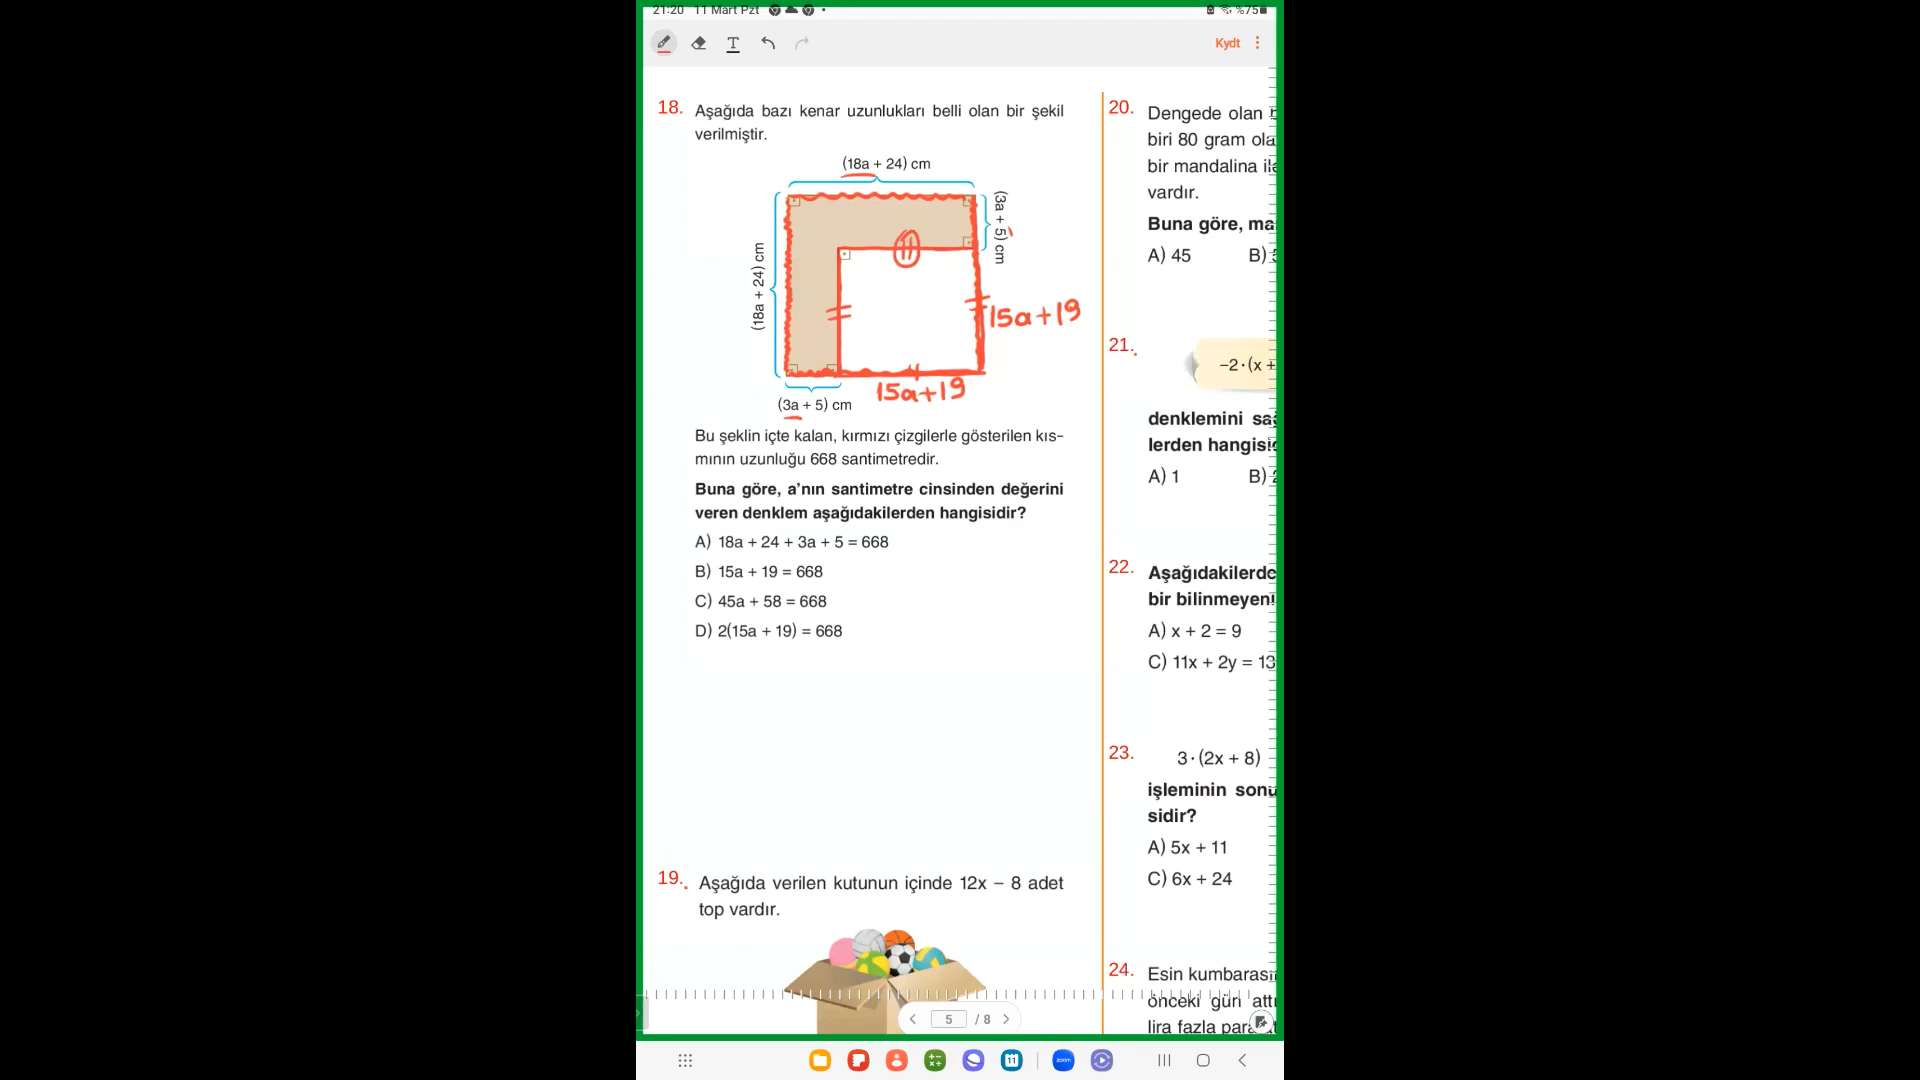 21:20 11 Mart Pzt
%75
Kydt
18. Aşağıda bazı kenar uzunlukları belli olan bir şekil
verilmiştir.
(18a + 24) cm
(3a + 5) cm
(18a + 24) cm
11
15a+19
15a+19
(3a + 5) cm
Bu şeklin içte kalan, kırmızı çizgilerle gösterilen kıs-
mının uzunluğu 668 santimetredir.
Buna göre, a’nın santimetre cinsinden değerini
veren denklem aşağıdakilerden hangisidir?
A) 18a + 24 + 3a + 5 = 668
B) 15a + 19 = 668
C) 45a + 58 = 668
D) 2(15a + 19) = 668
19. Aşağıda verilen kutunun içinde 12x – 8 adet
top vardır.
20. Dengede olan
biri 80 gram
bir mandalina
vardır.
Buna göre,
A) 45 B)
21.
–2·(x +
denklemini
lerden
A) 1 B)
22.
bir
A) x + 2 = 9
C) 11x + 2y = 13
23. 3·(2x + 8)
işleminin
sidir?
A) 5x + 11
C) 6x + 24
24. Esin
önceki gün
lira fazla
5 / 8
11
zoom